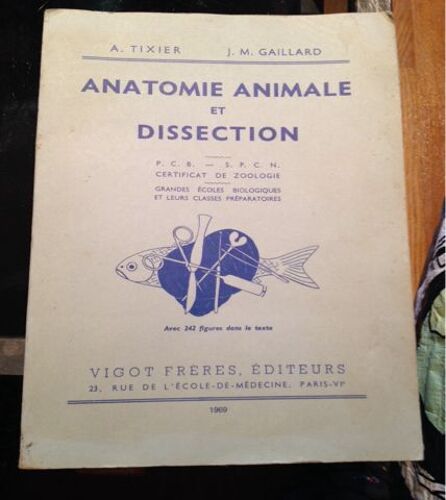 A. TIXIER J. M. GAILLARD
ANATOMIE ANIMALE
ET
DISSECTION
P. C. B. — S. P. C. N.
CERTIFICAT DE ZOOLOGIE
GRANDES ÉCOLES BIOLOGIQUES
ET LEURS CLASSES PRÉPARATOIRES
Avec 242 figures dans le texte
VIGOT FRÈRES, ÉDITEURS
23, RUE DE L'ÉCOLE-DE-MÉDECINE, PARIS-VIe
1969